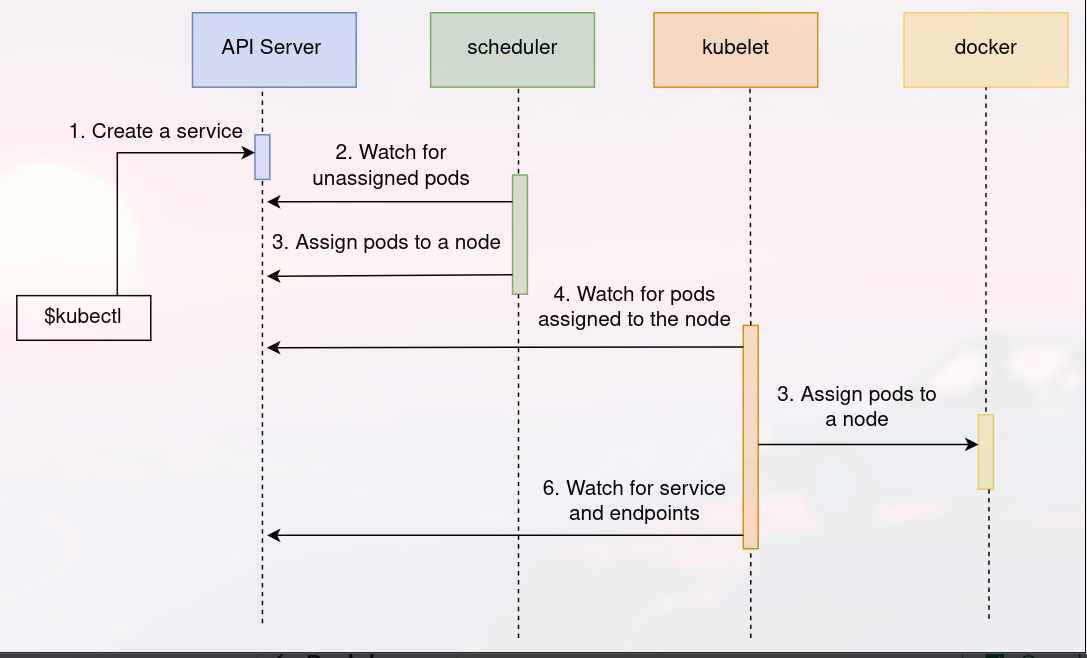 API Server
scheduler
kubelet
docker
1. Create a service
2. Watch for
unassigned pods
3. Assign pods to a node
$kubectl
4. Watch for pods
assigned to the node
3. Assign pods to
a node
6. Watch for service
and endpoints